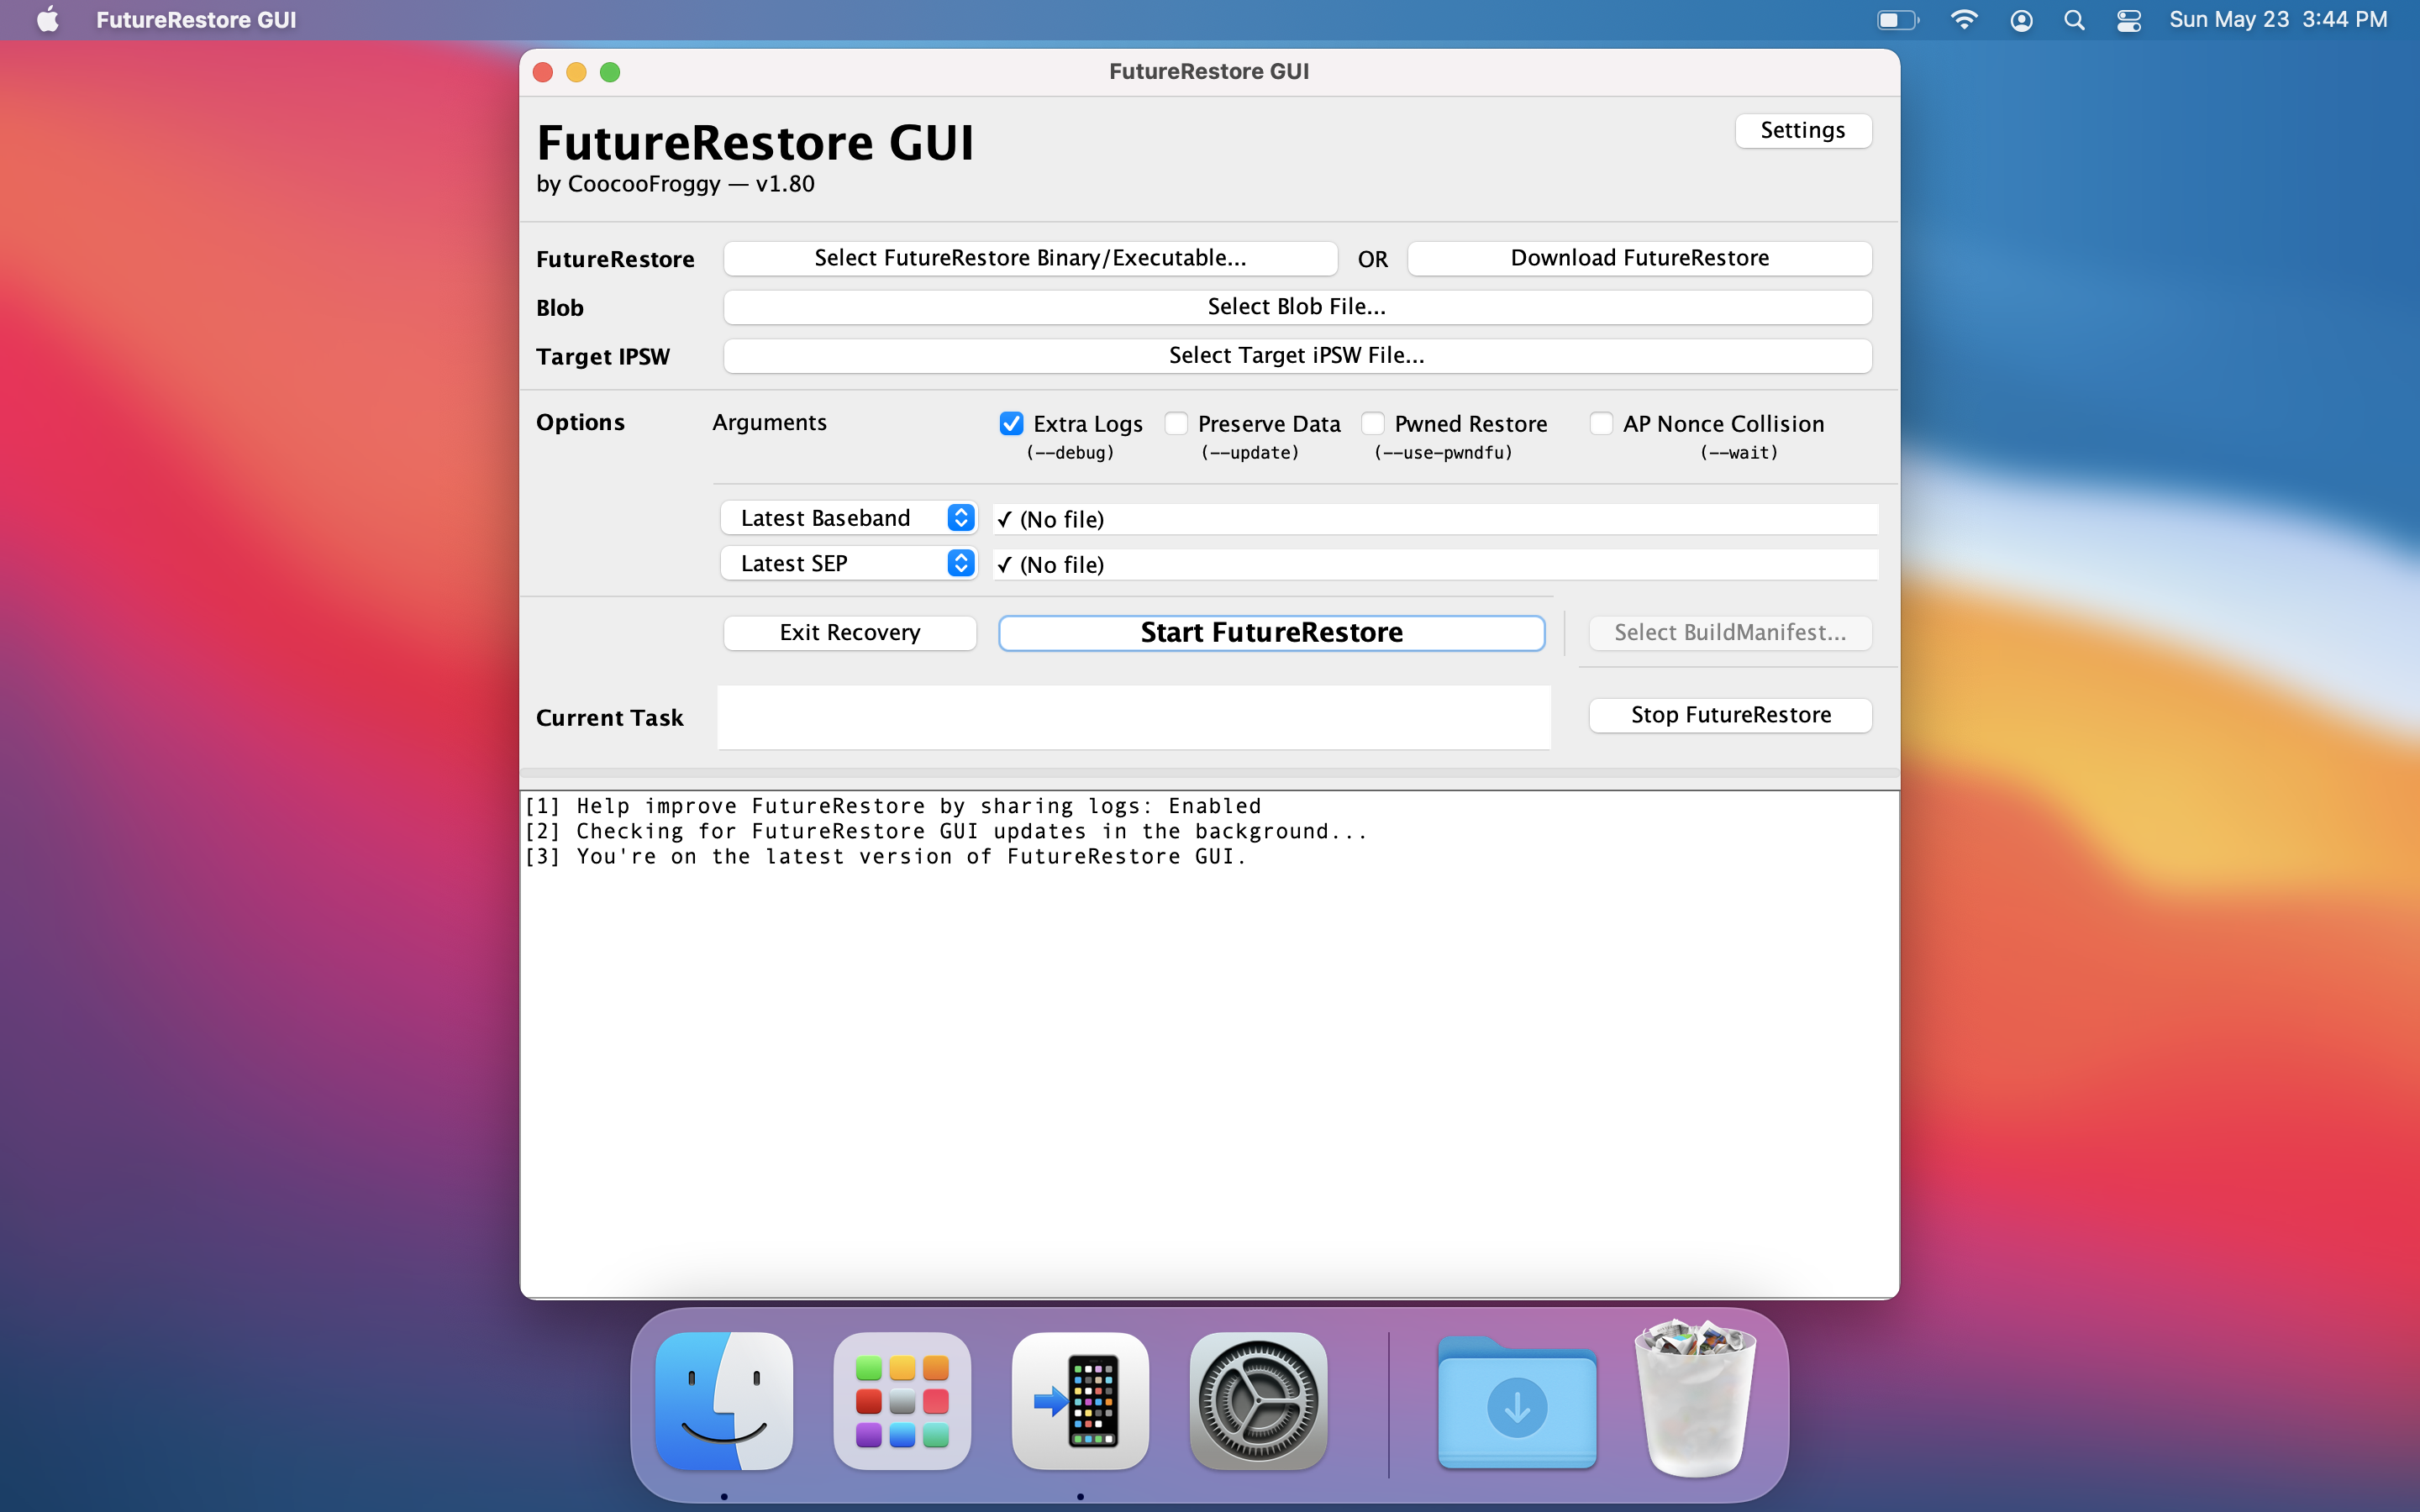 FutureRestore GUI
Sun May 23 3:44 PM
FutureRestore GUI
FutureRestore GUI
Settings
by CoocooFroggy — v1.80
FutureRestore
Select FutureRestore Binary/Executable...
OR
Download FutureRestore
Blob
Select Blob File...
Target IPSW
Select Target iPSW File...
Options
Arguments
Extra Logs
Preserve Data
Pwned Restore
AP Nonce Collision
(--debug)
(--update)
(--use-pwndfu)
(--wait)
Latest Baseband
✓ (No file)
Latest SEP
✓ (No file)
Exit Recovery
Start FutureRestore
Select BuildManifest...
Current Task
Stop FutureRestore
[1] Help improve FutureRestore by sharing logs: Enabled
[2] Checking for FutureRestore GUI updates in the background...
[3] You're on the latest version of FutureRestore GUI.